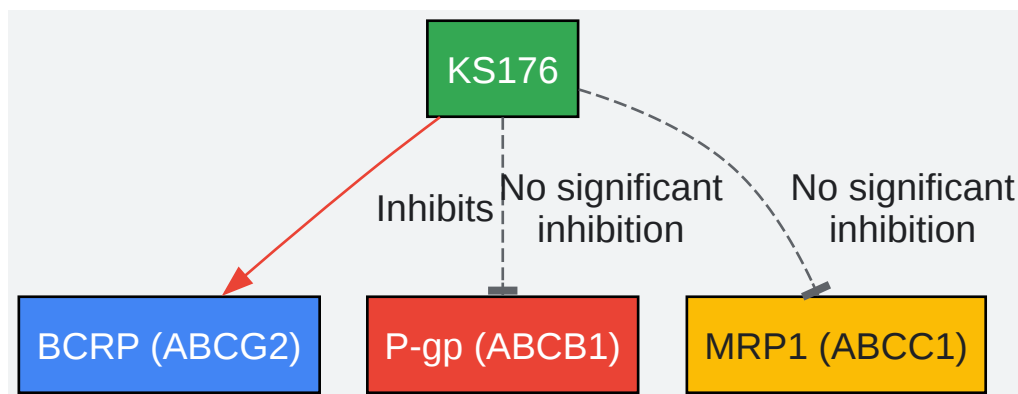 KS176
Inhibits
No significant
inhibition
No significant
inhibition
BCRP (ABCG2)
P-gp (ABCB1)
MRP1 (ABCC1)